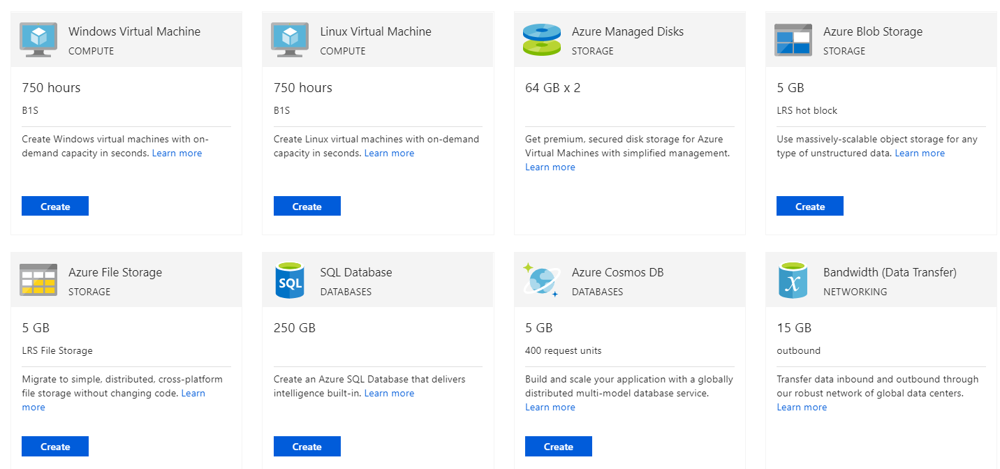 Windows Virtual Machine
COMPUTE
750 hours
B1S
Create Windows virtual machines with on-
demand capacity in seconds. Learn more
Create
Linux Virtual Machine
COMPUTE
750 hours
B1S
Create Linux virtual machines with on-demand
capacity in seconds. Learn more
Create
Azure Managed Disks
STORAGE
64 GB x 2
Get premium, secured disk storage for Azure
Virtual Machines with simplified management.
Learn more
Azure Blob Storage
STORAGE
5 GB
LRS hot block
Use massively-scalable object storage for any
type of unstructured data. Learn more
Create
Azure File Storage
STORAGE
5 GB
LRS File Storage
Migrate to simple, distributed, cross-platform
file storage without changing code. Learn
more
Create
SQL
SQL Database
DATABASES
250 GB
Create an Azure SQL Database that delivers
intelligence built-in. Learn more
Create
Azure Cosmos DB
DATABASES
5 GB
400 request units
Build and scale your application with a globally
distributed multi-model database service.
Learn more
Create
x
Bandwidth (Data Transfer)
NETWORKING
15 GB
outbound
Transfer data inbound and outbound through
our robust network of global data centers.
Learn more